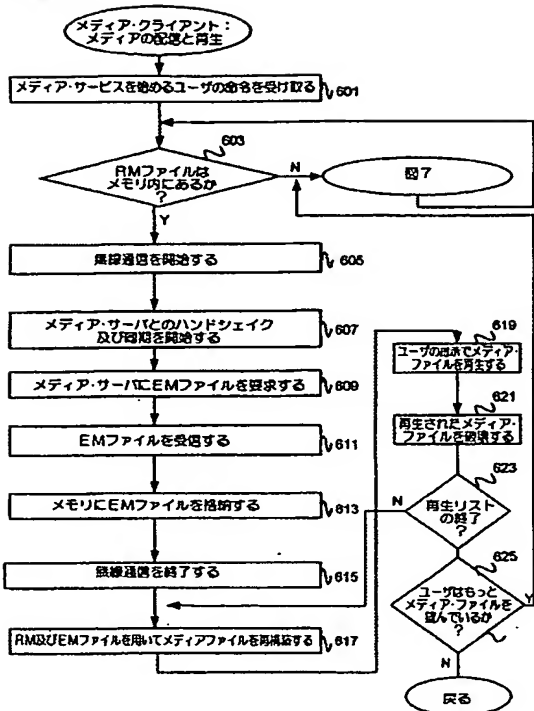 メディア・クライアント:
メディアの配信と再生
メディア・サービスを始めるユーザの命令を受け取る
601
603
RMファイルは
メモリ内にあるか
?
N
図7
Y
無線通信を開始する
605
メディア・サーバとのハンドシェイク
及び同期を開始する
607
メディア・サーバにEMファイルを要求する
609
EMファイルを受信する
611
メモリにEMファイルを格納する
613
無線通信を終了する
615
RM及びEMファイルを用いてメディアファイルを再構築する
617
619
ユーザの指示でメディア・
ファイルを再生する
621
再生されたメディア・
ファイルを破壊する
623
N
再生リスト
の終了
?
625
ユーザはもっと
メディア・ファイルを
望んでいるか
?
Y
N
戻る